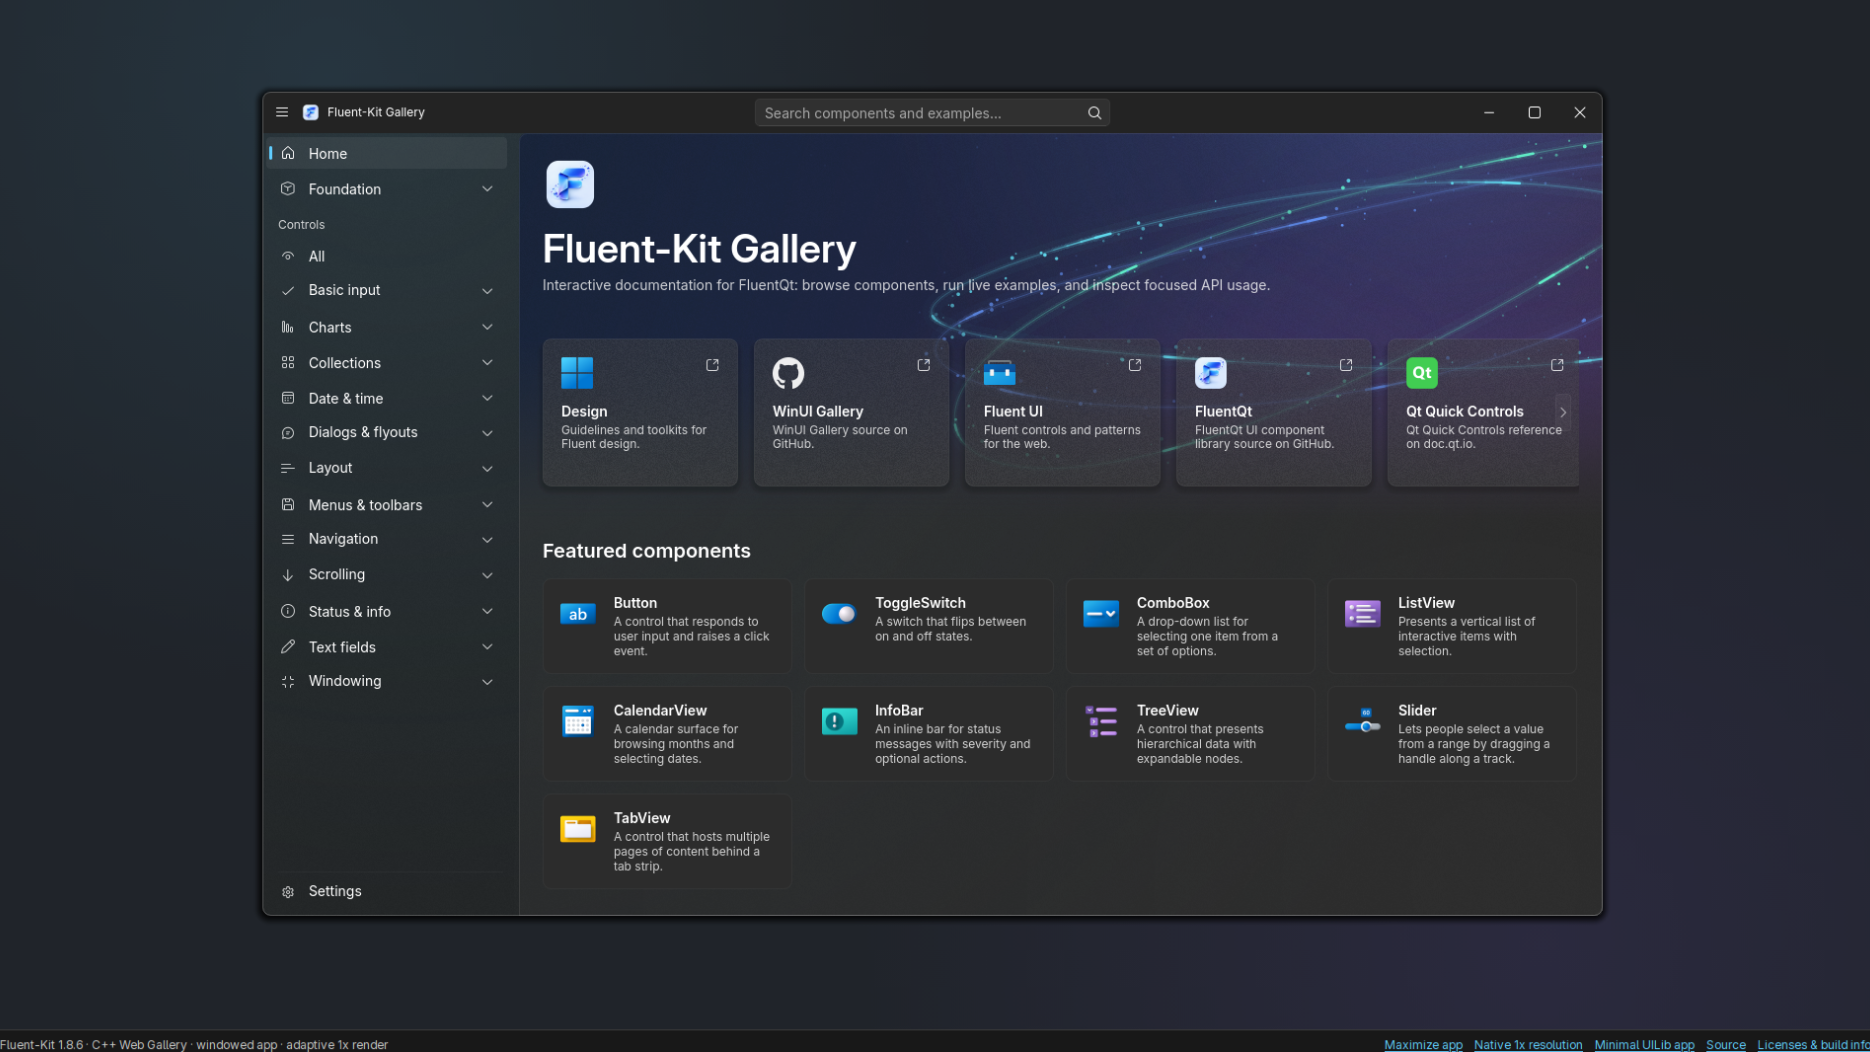 Fluent-Kit Gallery
Search components and examples...
Home
Foundation
Controls
All
Basic input
Charts
Collections
Date & time
Dialogs & flyouts
Layout
Menus & toolbars
Navigation
Scrolling
Status & info
Text fields
Windowing
Settings
Fluent-Kit Gallery
Interactive documentation for FluentQt: browse components, run live examples, and inspect focused API usage.
Design
Guidelines and toolkits for
Fluent design.
WinUI Gallery
WinUI Gallery source on
GitHub.
Fluent UI
Fluent controls and patterns
for the web.
FluentQt
FluentQt UI component
library source on GitHub.
Qt
Qt Quick Controls
Qt Quick Controls reference
on doc.qt.io.
Featured components
ab
Button
A control that responds to
user input and raises a click
event.
ToggleSwitch
A switch that flips between
on and off states.
ComboBox
A drop-down list for
selecting one item from a
set of options.
ListView
Presents a vertical list of
interactive items with
selection.
CalendarView
A calendar surface for
browsing months and
selecting dates.
InfoBar
An inline bar for status
messages with severity and
optional actions.
TreeView
A control that presents
hierarchical data with
expandable nodes.
60
Slider
Lets people select a value
from a range by dragging a
handle along a track.
TabView
A control that hosts multiple
pages of content behind a
tab strip.
Fluent-Kit 1.8.6 · C++ Web Gallery · windowed app · adaptive 1x render
Maximize app Native 1x resolution Minimal UILib app Source Licenses & build info